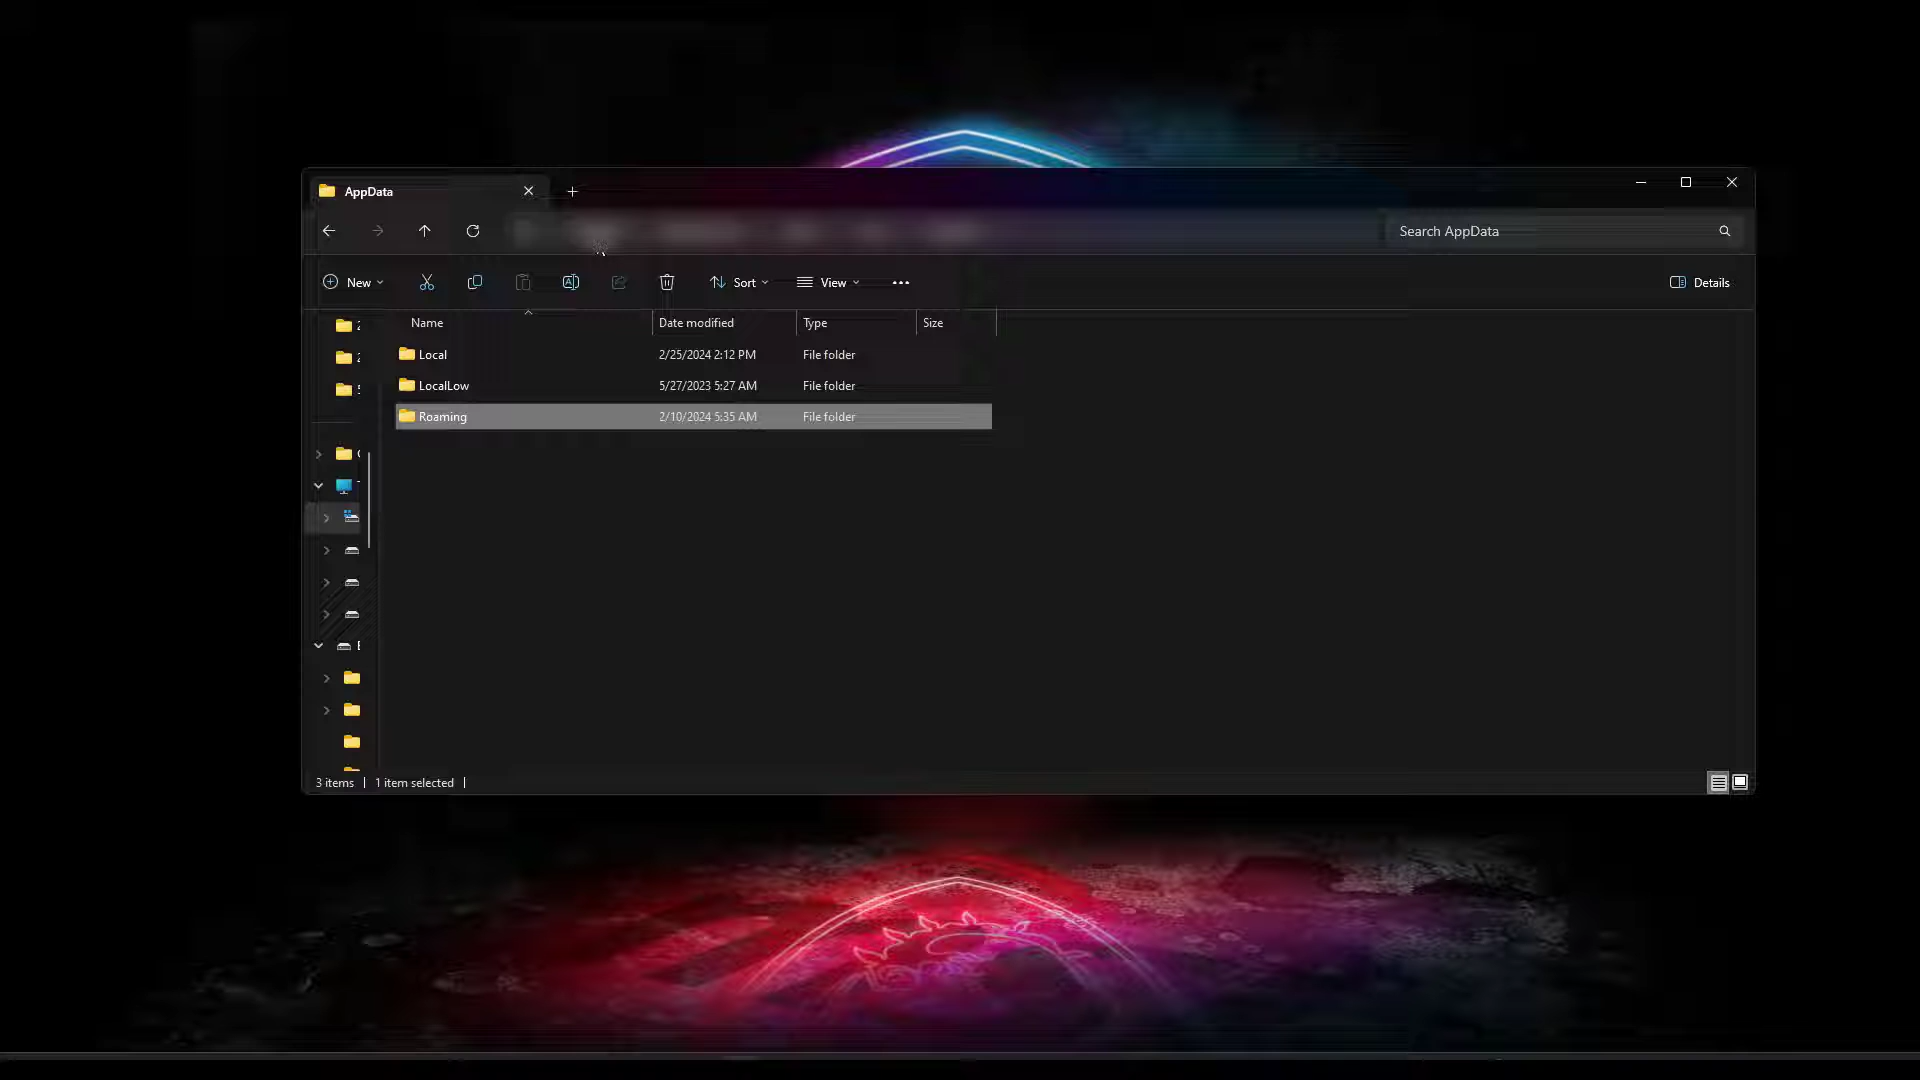 AppData
Search AppData
New
Sort
View
Details
Name Date modified Type Size
Local 2/25/2024 2:12 PM File folder
LocalLow 5/27/2023 5:27 AM File folder
Roaming 2/10/2024 5:35 AM File folder
3 items 1 item selected